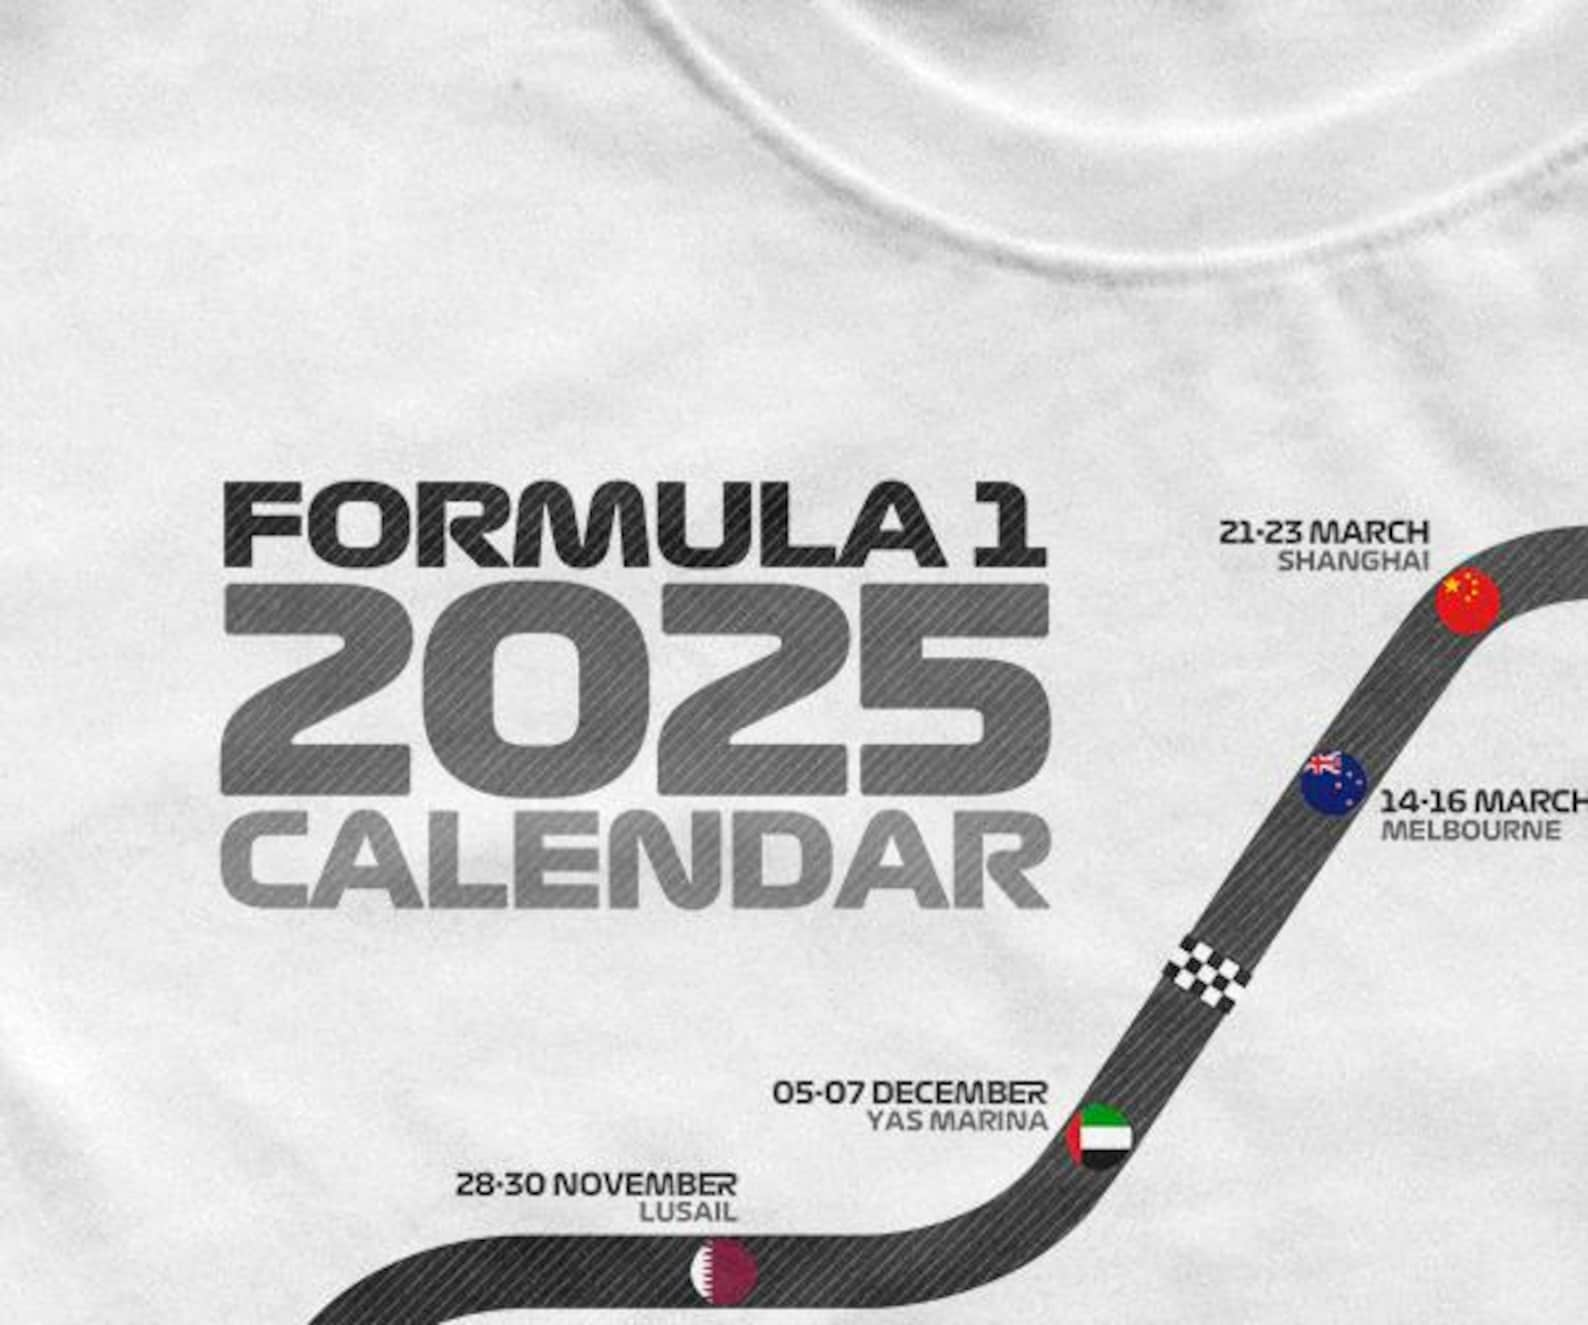 FORMULA 1
2025
CALENDAR
21-23 MARCH
SHANGHAI
14-16 MARCH
MELBOURNE
05-07 DECEMBER
YAS MARINA
28-30 NOVEMBER
LUSAIL